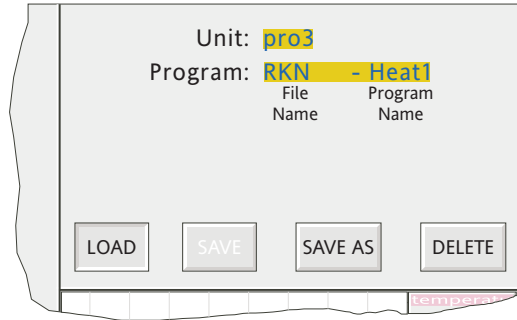 Unit: pro3
Program: RKN - Heat1
File Name
Program Name
LOAD SAVE SAVE AS DELETE